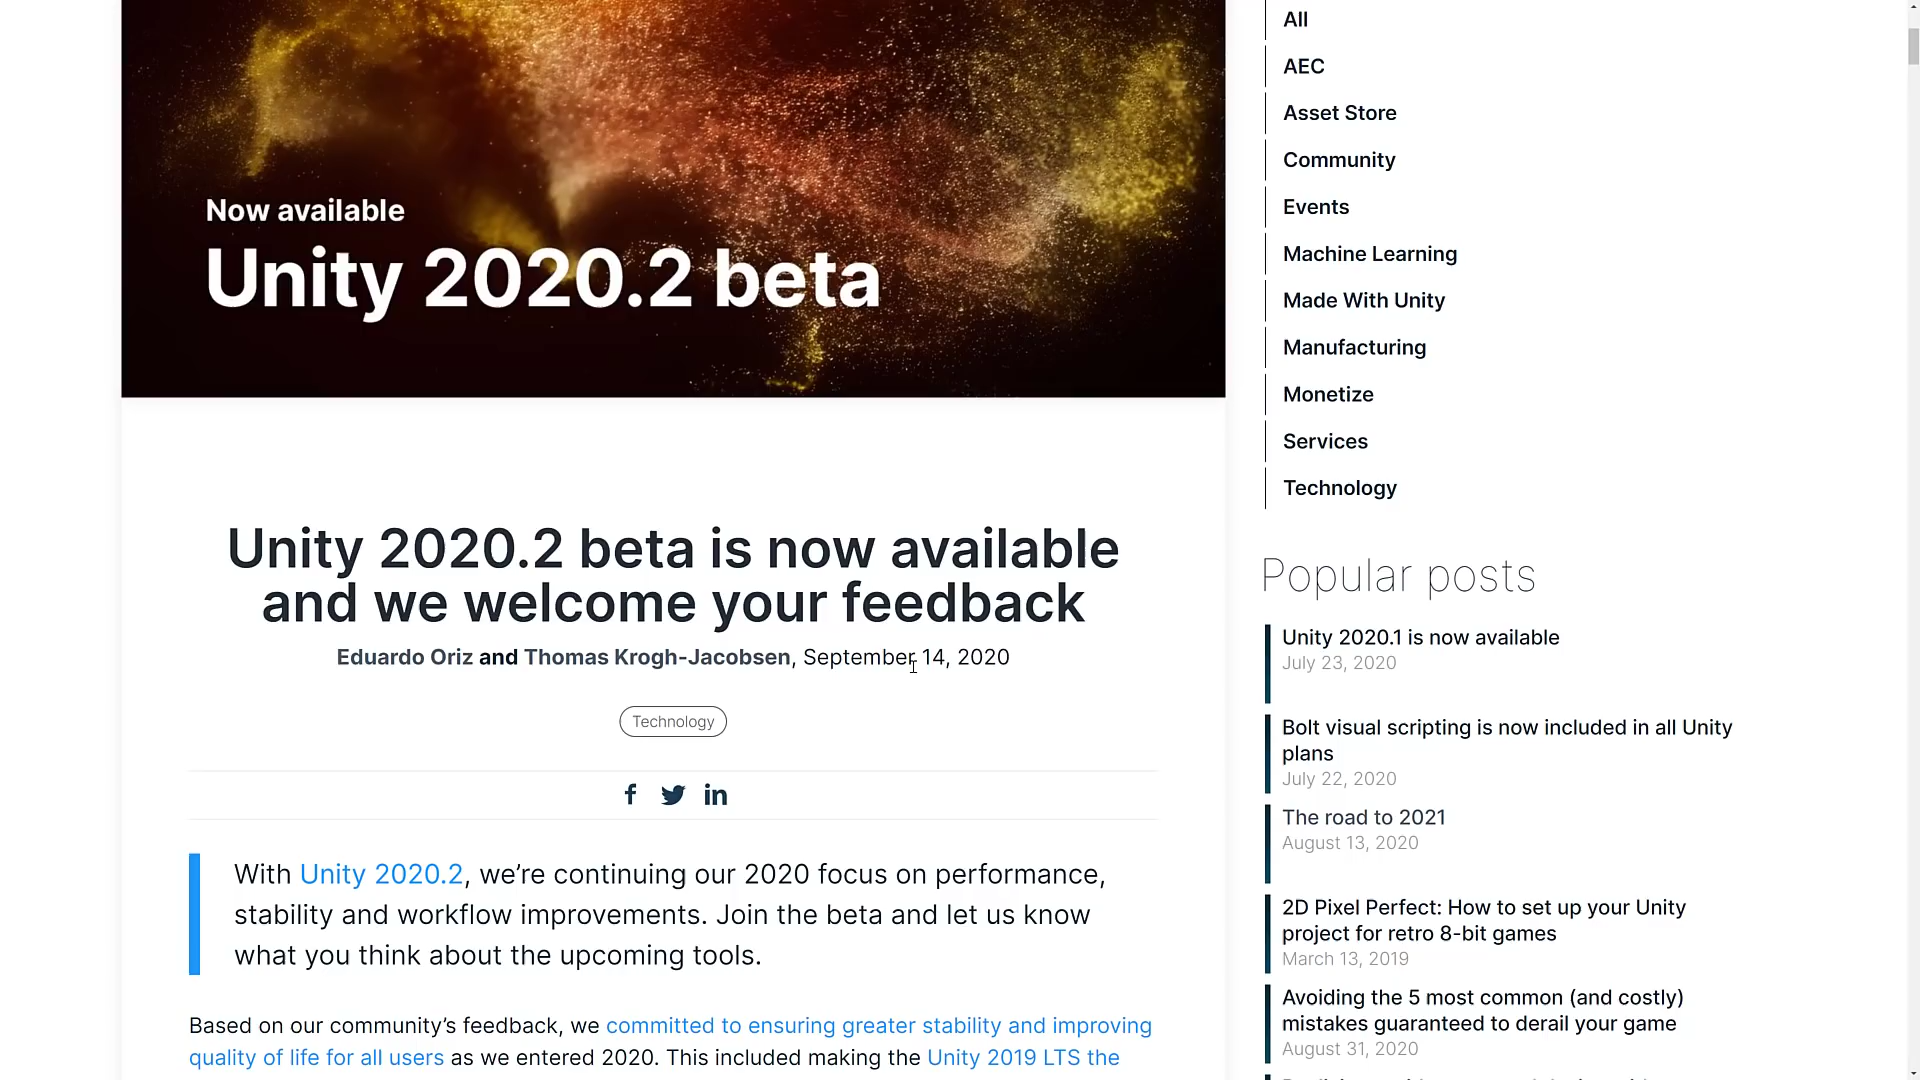 Now available
Unity 2020.2 beta
Unity 2020.2 beta is now available
and we welcome your feedback
Eduardo Oriz and Thomas Krogh-Jacobsen, September 14, 2020
Technology
With Unity 2020.2, we’re continuing our 2020 focus on performance,
stability and workflow improvements. Join the beta and let us know
what you think about the upcoming tools.
Based on our community’s feedback, we committed to ensuring greater stability and improving
quality of life for all users as we entered 2020. This included making the Unity 2019 LTS the
All
AEC
Asset Store
Community
Events
Machine Learning
Made With Unity
Manufacturing
Monetize
Services
Technology
Popular posts
Unity 2020.1 is now available
July 23, 2020
Bolt visual scripting is now included in all Unity
plans
July 22, 2020
The road to 2021
August 13, 2020
2D Pixel Perfect: How to set up your Unity
project for retro 8-bit games
March 13, 2019
Avoiding the 5 most common (and costly)
mistakes guaranteed to derail your game
August 31, 2020